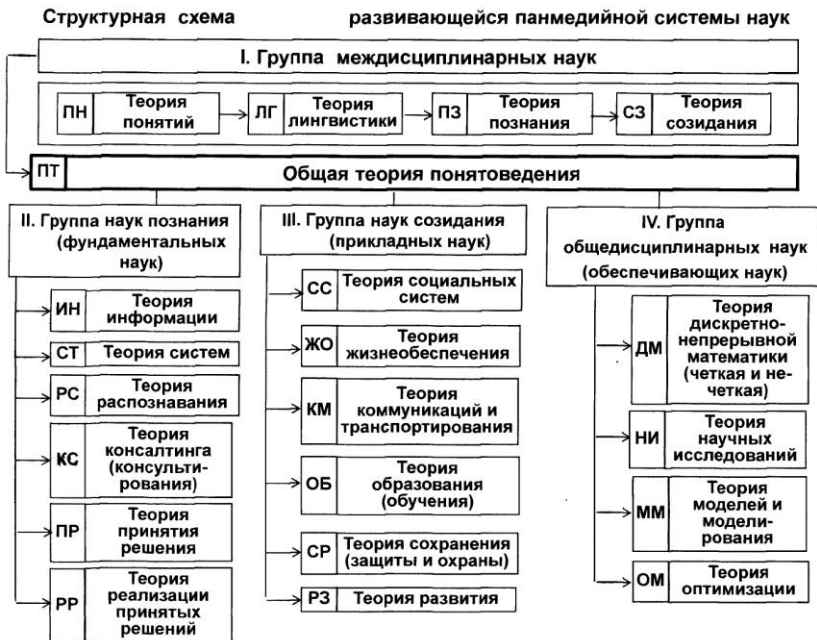 Структурная схема развивающейся панмедийной системы наук
I. Группа междисциплинарных наук
ПН
Теория
понятий
ЛГ
Теория
лингвистики
ПЗ
Теория
познания
СЗ
Теория
созидания
ПТ
Общая теория понятоведения
II. Группа наук познания
(фундаментальных
наук)
ИН
Теория
информации
СТ
Теория систем
РС
Теория
распознавания
КС
Теория
консалтинга
(консульти-
рования)
ПР
Теория
принятия
решения
РР
Теория
реализации
принятых
решений
III. Группа наук созидания
(прикладных наук)
СС
Теория социальных
систем
ЖО
Теория
жизнеобеспечения
КМ
Теория
коммуникаций и
транспортирования
ОБ
Теория
образования
(обучения)
СР
Теория сохранения
(защиты и охраны)
РЗ
Теория развития
IV. Группа
общедисциплинарных наук
(обеспечивающих наук)
ДМ
Теория
дискретно-
непрерывной
математики
(четкая и не-
четкая)
НИ
Теория
научных
исследований
ММ
Теория
моделей и
модели-
рования
ОМ
Теория
оптимизации